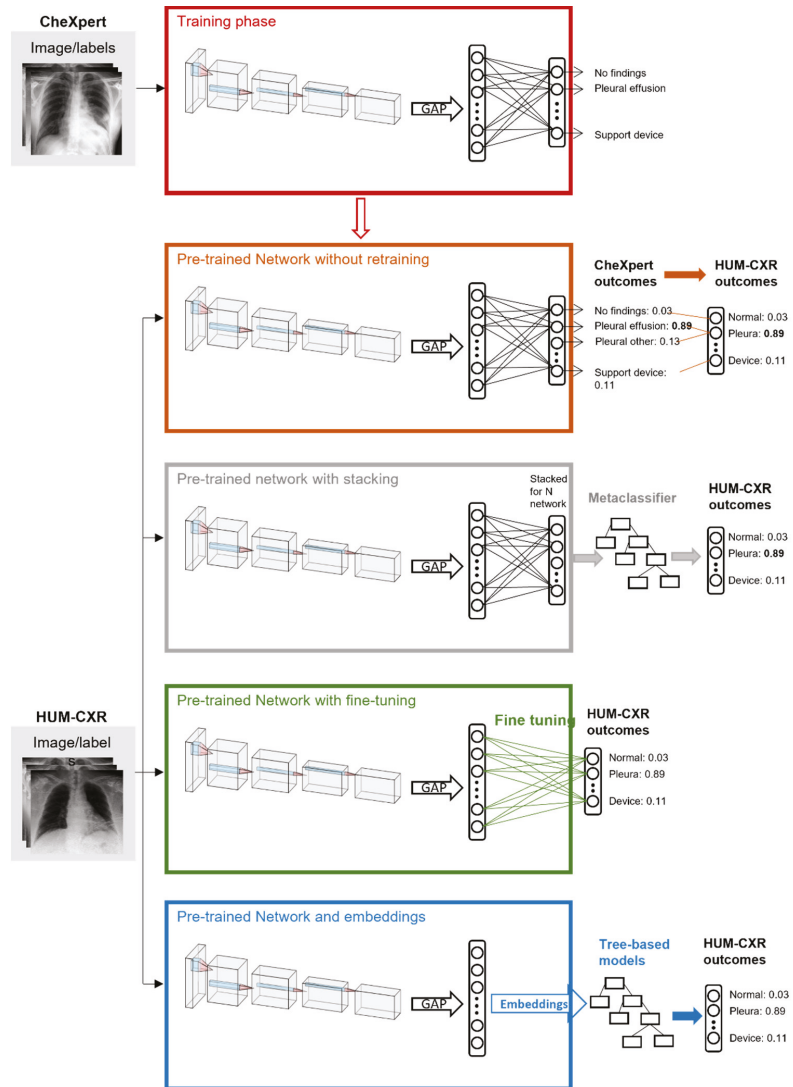 CheXpert
Image/labels
Training phase
GAP
No findings
Pleural effusion
Support device
Pre-trained Network without retraining
GAP
CheXpert
outcomes
No findings: 0.03
Pleural effusion: 0.89
Pleural other: 0.13
Support device:
0.11
HUM-CXR
outcomes
Normal: 0.03
Pleura: 0.89
Device: 0.11
Pre-trained network with stacking
GAP
Stacked
for N
network
Metaclassifier
HUM-CXR
outcomes
Normal: 0.03
Pleura: 0.89
Device: 0.11
HUM-CXR
Image/label
s
Pre-trained Network with fine-tuning
GAP
Fine tuning
HUM-CXR
outcomes
Normal: 0.03
Pleura: 0.89
Device: 0.11
Pre-trained Network and embeddings
GAP
Embeddings
Tree-based
models
HUM-CXR
outcomes
Normal: 0.03
Pleura: 0.89
Device: 0.11